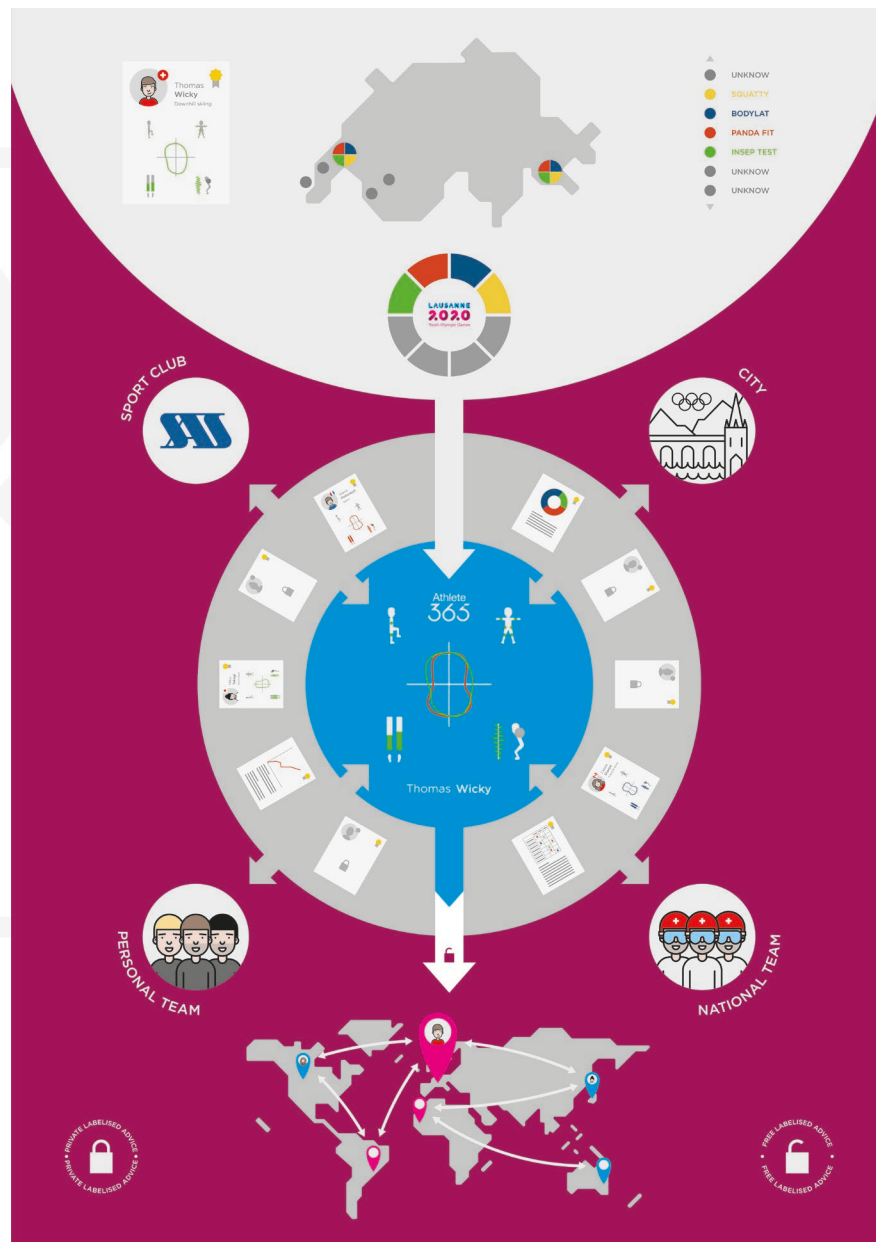 Thomas
Wicky
Downhill skiing
UNKNOW
SQUATTY
BODYLAT
PANDA FIT
INSEP TEST
UNKNOW
UNKNOW
LAUSANNE
2020
Youth Olympic Games
SPORT CLUB
CITY
Athlete
365
Thomas Wicky
PERSONAL TEAM
NATIONAL TEAM
PRIVATE LABELISED ADVICE
PRIVATE LABELISED ADVICE
FREE LABELISED ADVICE
FREE LABELISED ADVICE